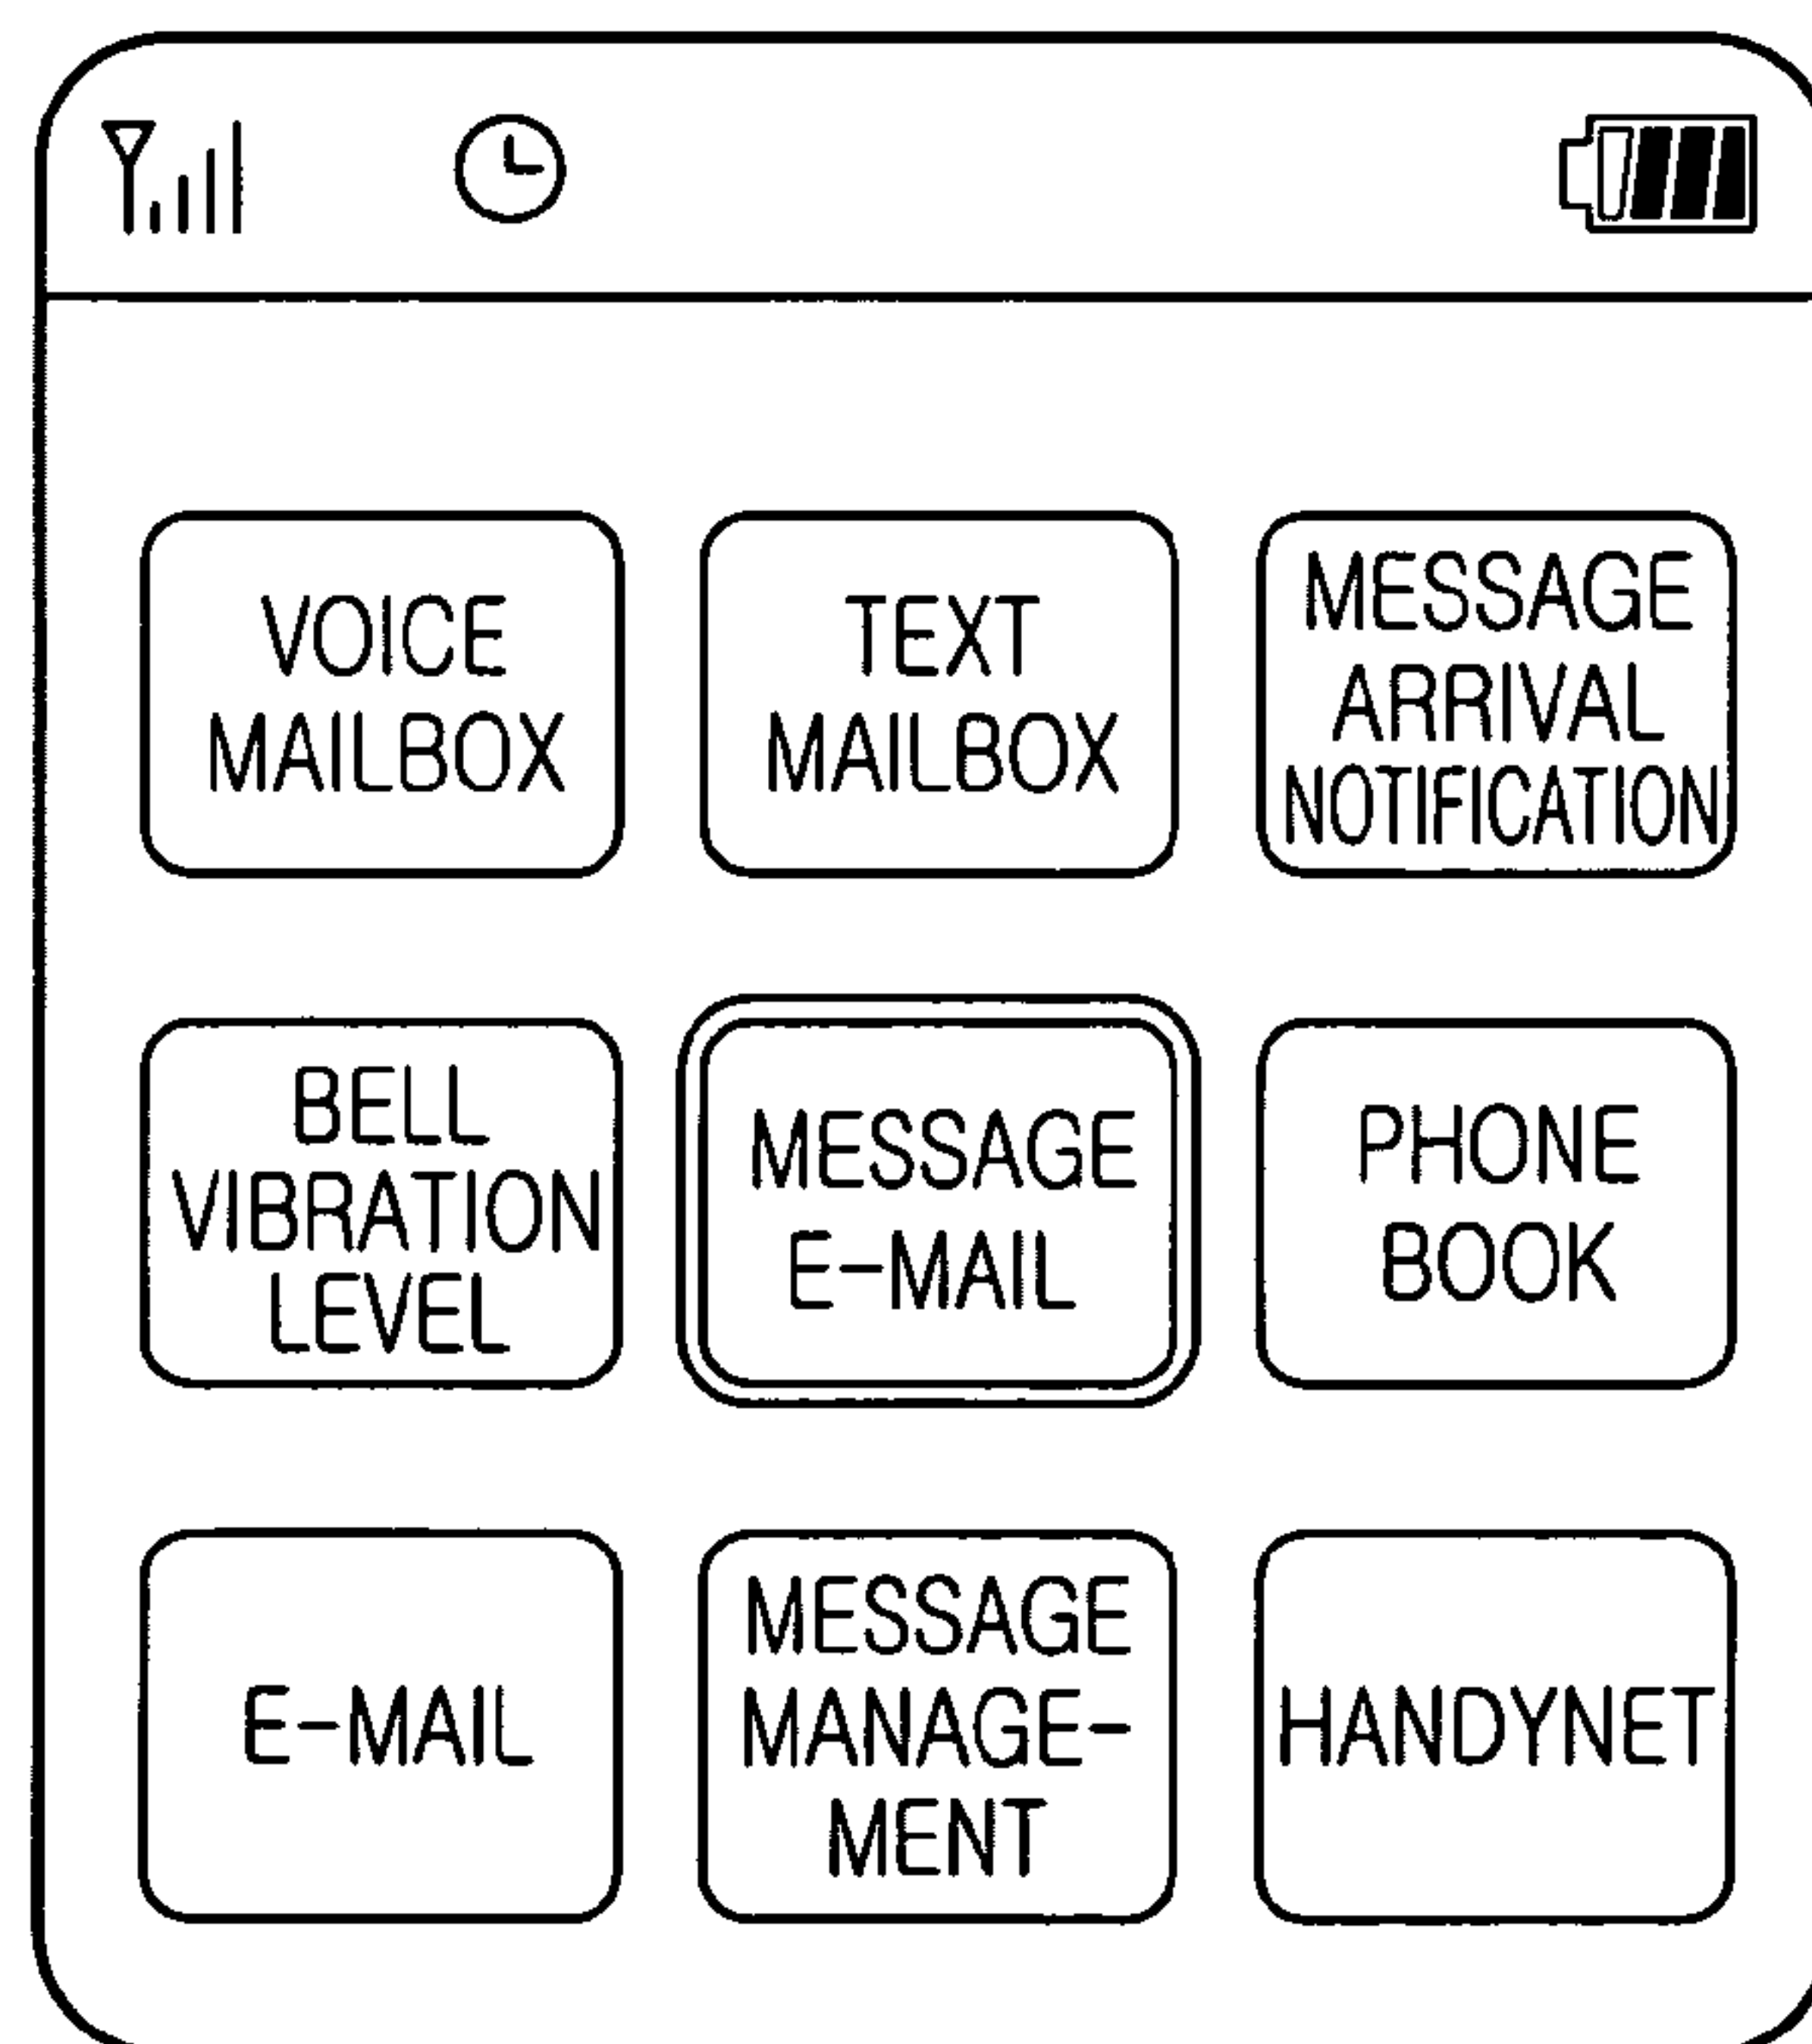 VOICE
MAILBOX
TEXT
MAILBOX
MESSAGE
ARRIVAL
NOTIFICATION
BELL
VIBRATION
LEVEL
MESSAGE
E-MAIL
PHONE
BOOK
E-MAIL
MESSAGE
MANAGE-
MENT
HANDYNET